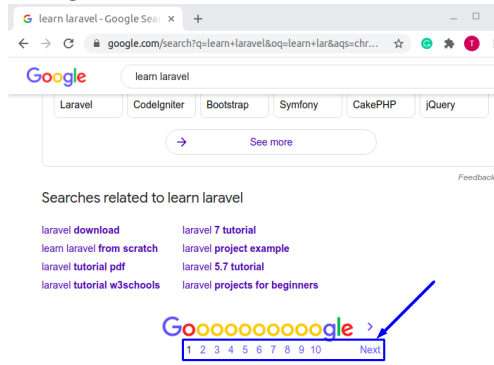 learn laravel - Google Sear
google.com/search?q=learn+laravel&oq=learn+lar&aqs=chr...
T
Google learn laravel
Laravel CodeIgniter Bootstrap Symfony CakePHP jQuery
See more
Feedback
Searches related to learn laravel
laravel download laravel 7 tutorial
learn laravel from scratch laravel project example
laravel tutorial pdf laravel 5.7 tutorial
laravel tutorial w3schools laravel projects for beginners
Goooooooooogle
1 2 3 4 5 6 7 8 9 10 Next